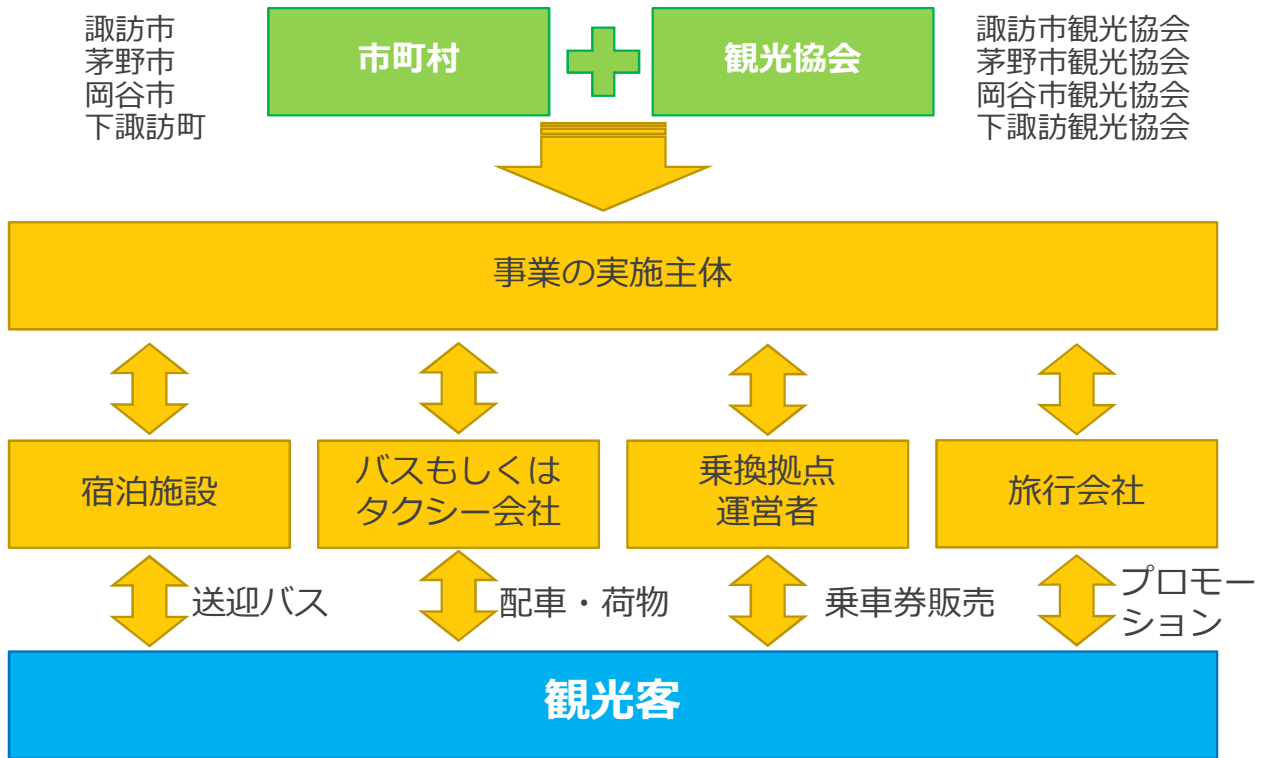 諏訪市
茅野市
岡谷市
下諏訪町
市町村
観光協会
諏訪市観光協会
茅野市観光協会
岡谷市観光協会
下諏訪観光協会
事業の実施主体
宿泊施設
バスもしくは
タクシー会社
乗換拠点
運営者
旅行会社
送迎バス
配車・荷物
乗車券販売
プロモー
ション
観光客